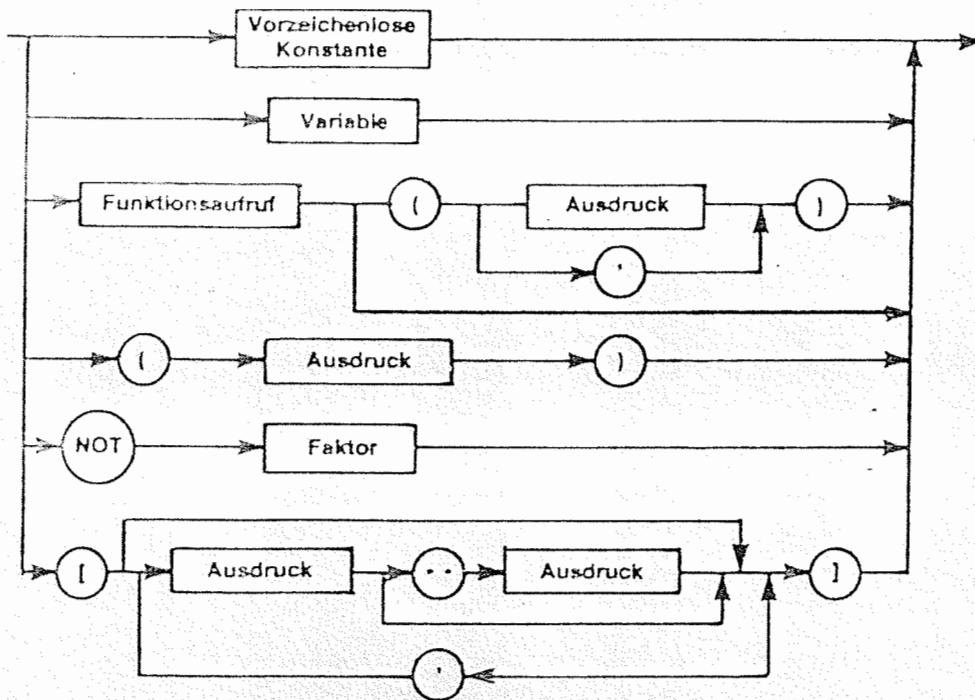 Vorzeichenlose
Konstante
Variable
Funktionsaufruf ( Ausdruck )
,
( Ausdruck )
NOT Faktor
[ Ausdruck .. Ausdruck ]
,